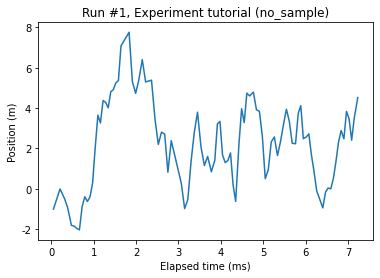 Run #1, Experiment tutorial (no_sample)
Position (m)
8
6
4
2
0
-2
0 1 2 3 4 5 6 7
Elapsed time (ms)